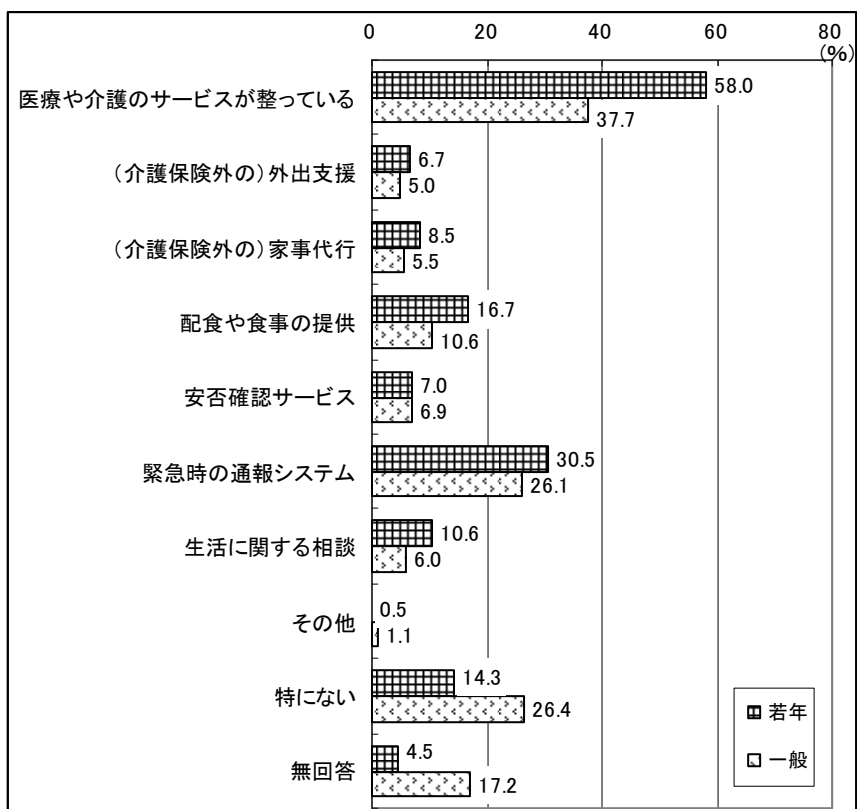 0 20 40 60 80
(%)
医療や介護のサービスが整っている
58.0
37.7
(介護保険外の)外出支援
6.7
5.0
(介護保険外の)家事代行
8.5
5.5
配食や食事の提供
16.7
10.6
安否確認サービス
7.0
6.9
緊急時の通報システム
30.5
26.1
生活に関する相談
10.6
6.0
その他
0.5
1.1
特にない
14.3
26.4
無回答
4.5
17.2
若年
一般